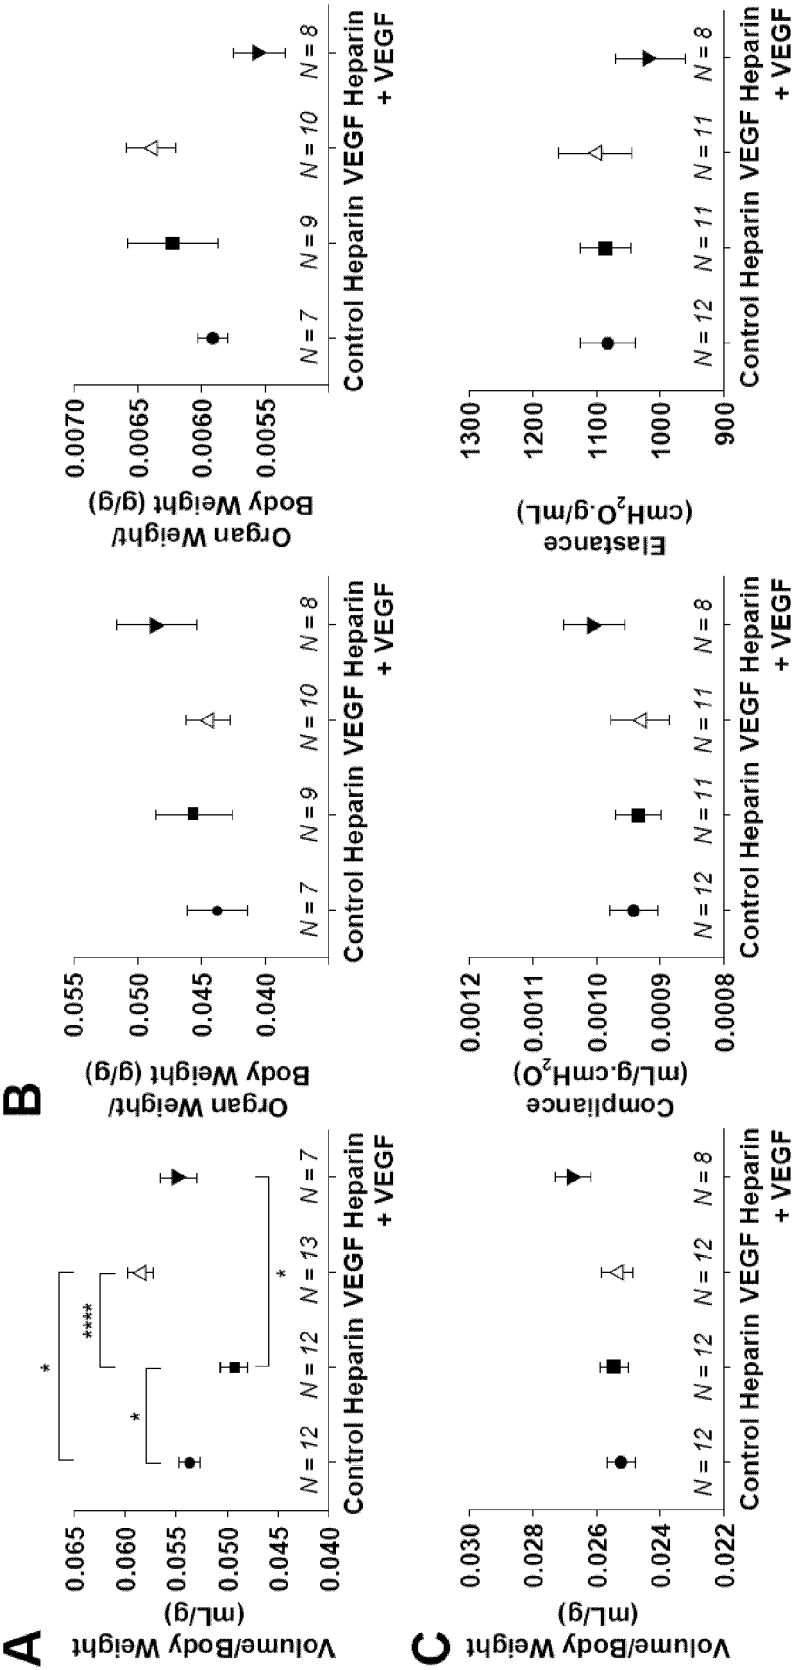 A
Volume/Body Weight
(mL/g)
0.065
0.060
0.055
0.050
0.045
0.040
*
****
*
*
N = 12
N = 12
N = 13
N = 7
Control Heparin VEGF Heparin
+ VEGF
B
Organ Weight/
Body Weight (g/g)
0.055
0.050
0.045
0.040
N = 7
N = 9
N = 10
N = 8
Control Heparin VEGF Heparin
+ VEGF
Organ Weight/
Body Weight (g/g)
0.0070
0.0065
0.0060
0.0055
N = 7
N = 9
N = 10
N = 8
Control Heparin VEGF Heparin
+ VEGF
C
Volume/Body Weight
(mL/g)
0.030
0.028
0.026
0.024
0.022
N = 12
N = 12
N = 12
N = 8
Control Heparin VEGF Heparin
+ VEGF
Compliance
(mL/g.cmH₂O)
0.0012
0.0011
0.0010
0.0009
0.0008
N = 12
N = 11
N = 11
N = 8
Control Heparin VEGF Heparin
+ VEGF
Elastance
(cmH₂O.g/mL)
1300
1200
1100
1000
900
N = 12
N = 11
N = 11
N = 8
Control Heparin VEGF Heparin
+ VEGF